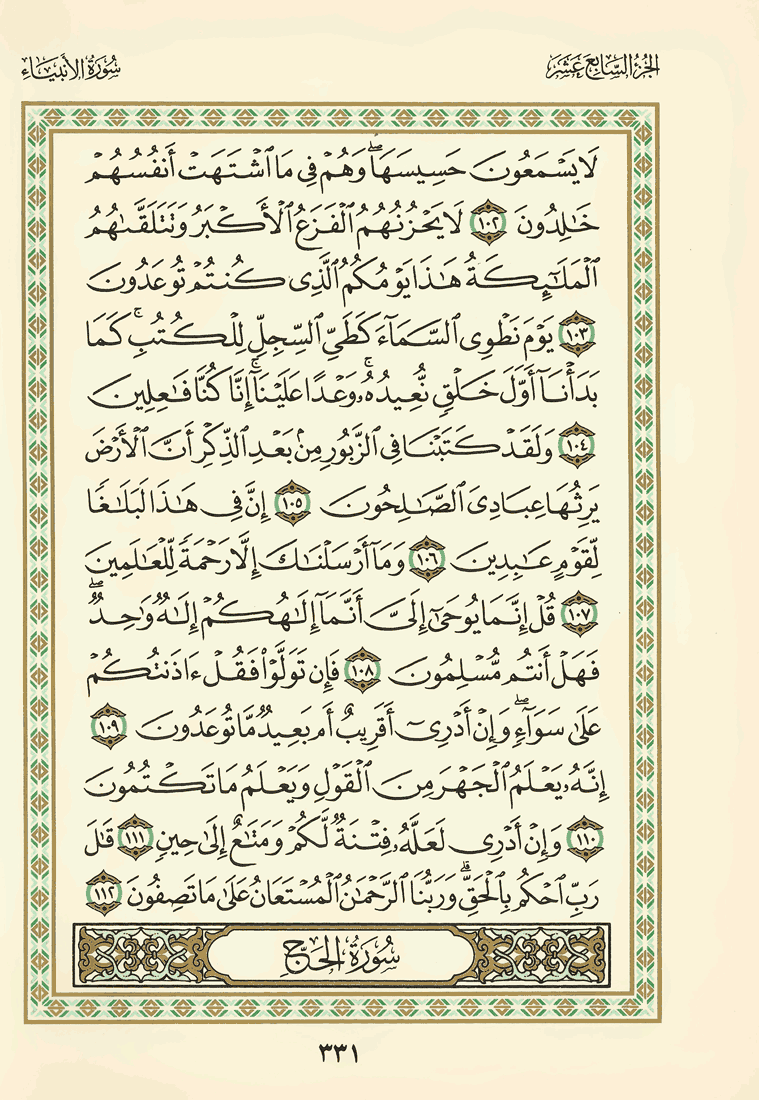 الجزء السابع عشر
سورة الأنبياء
لَا يَسْمَعُونَ حَسِيسَهَا ۖ وَهُمْ فِى مَا ٱشْتَهَتْ أَنفُسُهُمْ
خَـٰلِدُونَ ١٠٢ لَا يَحْزُنُهُمُ ٱلْفَزَعُ ٱلْأَكْبَرُ وَتَتَلَقَّىٰهُمُ
ٱلْمَلَـٰٓئِكَةُ هَـٰذَا يَوْمُكُمُ ٱلَّذِى كُنتُمْ تُوعَدُونَ
١٠٣ يَوْمَ نَطْوِى ٱلسَّمَآءَ كَطَىِّ ٱلسِّجِلِّ لِلْكُتُبِ ۚ كَمَا
بَدَأْنَآ أَوَّلَ خَلْقٍ نُّعِيدُهُۥ ۚ وَعْدًا عَلَيْنَآ ۚ إِنَّا كُنَّا فَـٰعِلِينَ
١٠٤ وَلَقَدْ كَتَبْنَا فِى ٱلزَّبُورِ مِنۢ بَعْدِ ٱلذِّكْرِ أَنَّ ٱلْأَرْضَ
يَرِثُهَا عِبَادِىَ ٱلصَّـٰلِحُونَ ١٠٥ إِنَّ فِى هَـٰذَا لَبَلَـٰغًا
لِّقَوْمٍ عَـٰبِدِينَ ١٠٦ وَمَآ أَرْسَلْنَـٰكَ إِلَّا رَحْمَةً لِّلْعَـٰلَمِينَ
١٠٧ قُلْ إِنَّمَا يُوحَىٰٓ إِلَىَّ أَنَّمَآ إِلَـٰهُكُمْ إِلَـٰهٌ وَٰحِدٌ ۖ
فَهَلْ أَنتُم مُّسْلِمُونَ ١٠٨ فَإِن تَوَلَّوْا۟ فَقُلْ ءَاذَنتُكُمْ
عَلَىٰ سَوَآءٍ ۖ وَإِنْ أَدْرِىٓ أَقَرِيبٌ أَم بَعِيدٌ مَّا تُوعَدُونَ ١٠٩
إِنَّهُۥ يَعْلَمُ ٱلْجَهْرَ مِنَ ٱلْقَوْلِ وَيَعْلَمُ مَا تَكْتُمُونَ
١١٠ وَإِنْ أَدْرِى لَعَلَّهُۥ فِتْنَةٌ لَّكُمْ وَمَتَـٰعٌ إِلَىٰ حِينٍ ١١١ قَـٰلَ
رَبِّ ٱحْكُم بِٱلْحَقِّ ۗ وَرَبُّنَا ٱلرَّحْمَـٰنُ ٱلْمُسْتَعَانُ عَلَىٰ مَا تَصِفُونَ ١١٢
سُورَةُ الحَجِّ
٣٣١